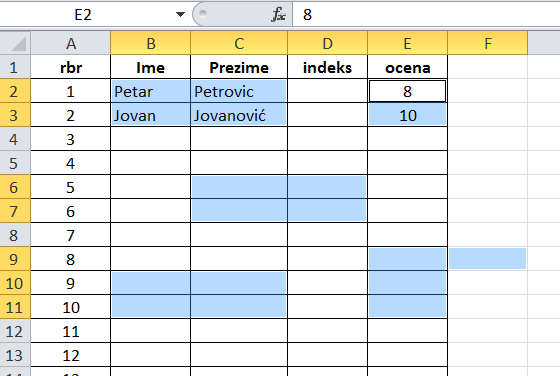 E2 fx 8
A B C D E F
1 rbr Ime Prezime indeks ocena
2 1 Petar Petrovic 8
3 2 Jovan Jovanović 10
4 3
5 4
6 5
7 6
8 7
9 8
10 9
11 10
12 11
13 12